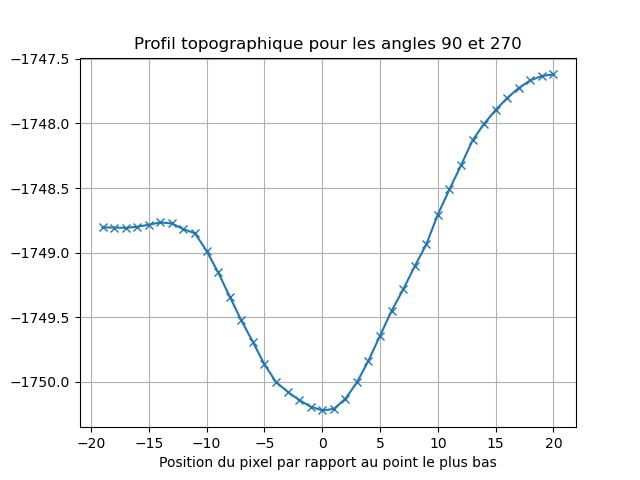 Profil topographique pour les angles 90 et 270
−1747.5
−1748.0
−1748.5
−1749.0
−1749.5
−1750.0
−20 −15 −10 −5 0 5 10 15 20
Position du pixel par rapport au point le plus bas